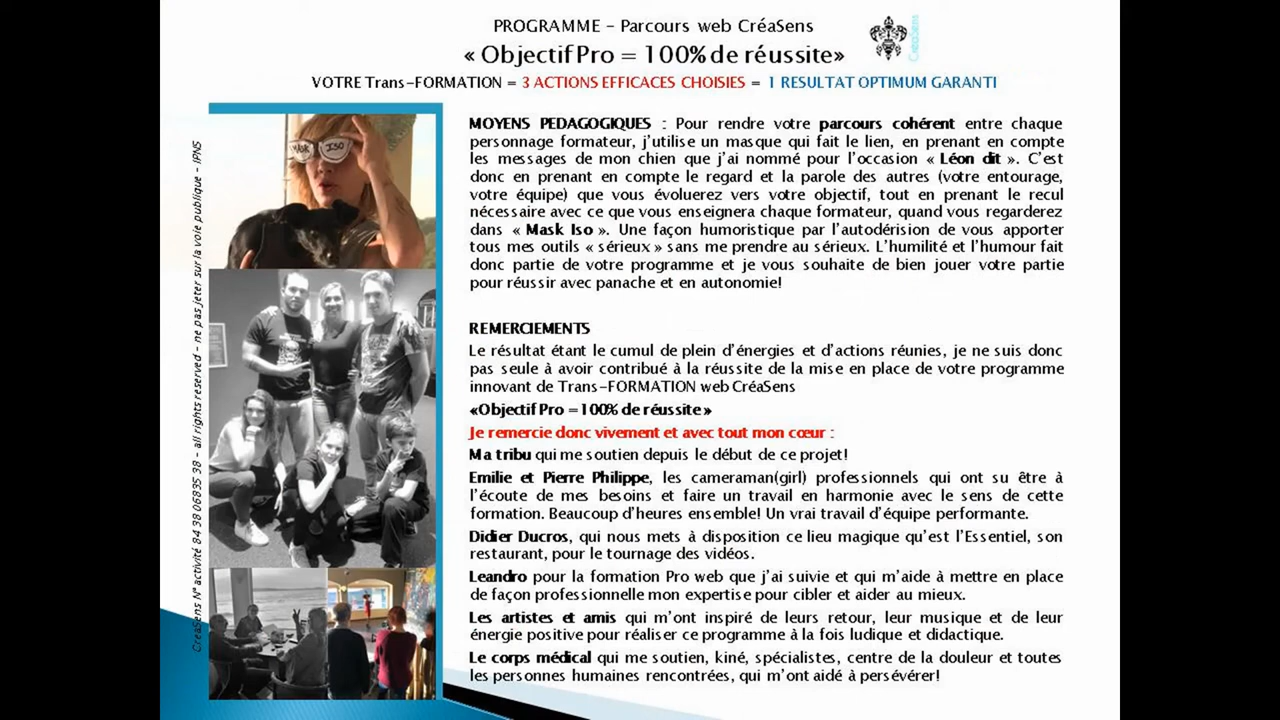 PROGRAMME – Parcours web CréaSens
« Objectif Pro = 100% de réussite»
CréaSens
VOTRE Trans-FORMATION = 3 ACTIONS EFFICACES CHOISIES = 1 RESULTAT OPTIMUM GARANTI
MASK ISO
CréaSens N° activité 84 38 06835 38 – all rights reserved – ne pas jeter sur la voie publique – IPNS
MOYENS PEDAGOGIQUES : Pour rendre votre parcours cohérent entre chaque
personnage formateur, j’utilise un masque qui fait le lien, en prenant en compte
les messages de mon chien que j’ai nommé pour l’occasion « Léon dit ». C’est
donc en prenant en compte le regard et la parole des autres (votre entourage,
votre équipe) que vous évoluerez vers votre objectif, tout en prenant le recul
nécessaire avec ce que vous enseignera chaque formateur, quand vous regarderez
dans « Mask Iso ». Une façon humoristique par l’autodérision de vous apporter
tous mes outils « sérieux » sans me prendre au sérieux. L’humilité et l’humour fait
donc partie de votre programme et je vous souhaite de bien jouer votre partie
pour réussir avec panache et en autonomie!
REMERCIEMENTS
Le résultat étant le cumul de plein d’énergies et d’actions réunies, je ne suis donc
pas seule à avoir contribué à la réussite de la mise en place de votre programme
innovant de Trans-FORMATION web CréaSens
«Objectif Pro =100% de réussite»
Je remercie donc vivement et avec tout mon cœur :
Ma tribu qui me soutien depuis le début de ce projet!
Emilie et Pierre Philippe, les cameraman(girl) professionnels qui ont su être à
l’écoute de mes besoins et faire un travail en harmonie avec le sens de cette
formation. Beaucoup d’heures ensemble! Un vrai travail d’équipe performante.
Didier Ducros, qui nous mets à disposition ce lieu magique qu’est l’Essentiel, son
restaurant, pour le tournage des vidéos.
Leandro pour la formation Pro web que j’ai suivie et qui m’aide à mettre en place
de façon professionnelle mon expertise pour cibler et aider au mieux.
Les artistes et amis qui m’ont inspiré de leurs retour, leur musique et de leur
énergie positive pour réaliser ce programme à la fois ludique et didactique.
Le corps médical qui me soutien, kiné, spécialistes, centre de la douleur et toutes
les personnes humaines rencontrées, qui m’ont aidé à persévérer!